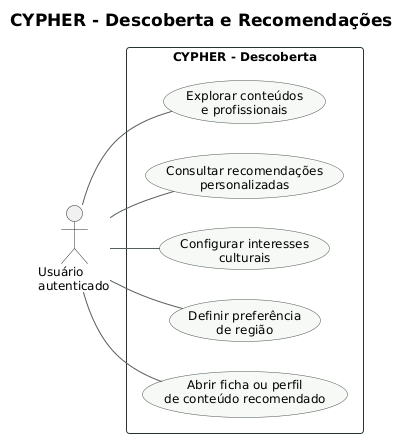 CYPHER - Descoberta e Recomendações
CYPHER - Descoberta
Explorar conteúdos
e profissionais
Consultar recomendações
personalizadas
Configurar interesses
culturais
Usuário
autenticado
Definir preferência
de região
Abrir ficha ou perfil
de conteúdo recomendado